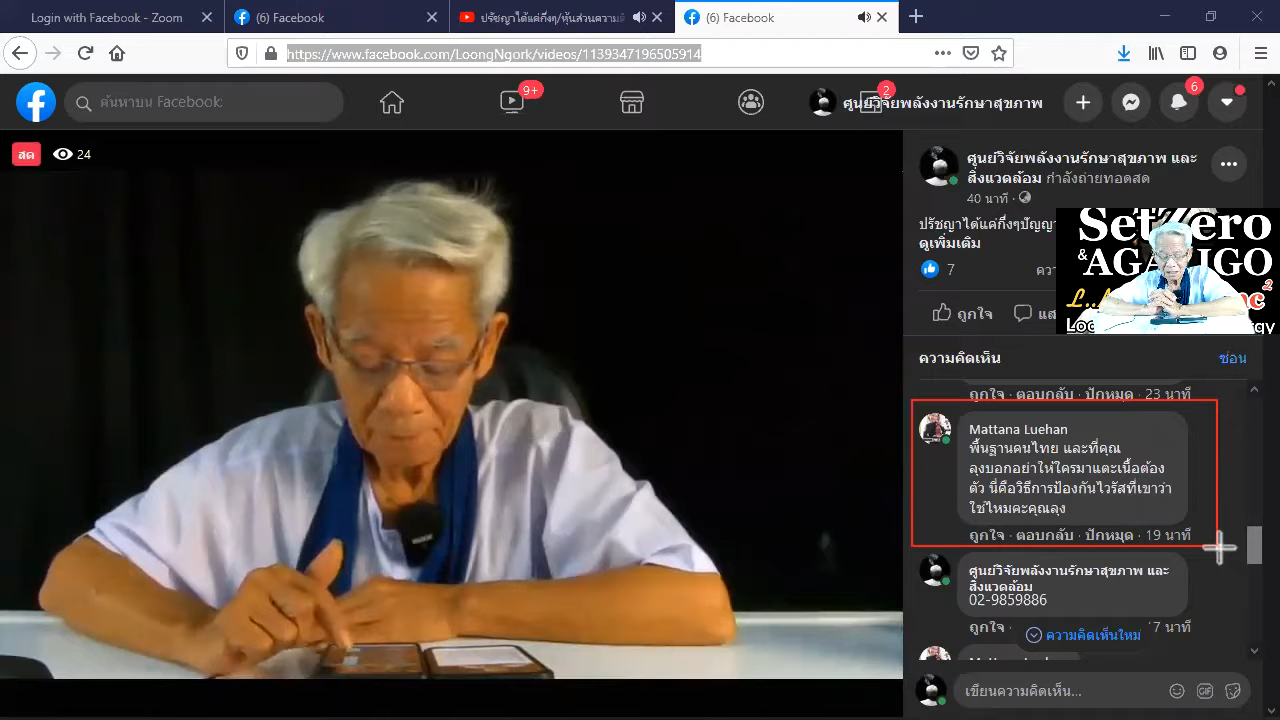 Login with Facebook - Zoom
(6) Facebook
ปรัชญาได้แค่กึ่งๆ/หุ้นส่วนความ
(6) Facebook
https://www.facebook.com/LoongNgork/videos/1139347196505914
ค้นหาบน Facebook
9+
2
ศูนย์วิจัยพลังงานรักษาสุขภาพ
6
สด
24
ศูนย์วิจัยพลังงานรักษาสุขภาพ และ
สิ่งแวดล้อม กำลังถ่ายทอดสด
40 นาที
ปรัชญาได้แค่กึ่งๆปัญญา
ดูเพิ่มเติม
SetZero
& AGALIGO
7
ถูกใจ
ความคิดเห็น
ซ่อน
ถูกใจ · ตอบกลับ · ปักหมุด · 23 นาที
Mattana Luehan
พื้นฐานคนไทย และที่คุณ
ลุงบอกอย่าให้ใครมาแตะเนื้อต้อง
ตัว นี่คือวิธีการป้องกันไวรัสที่เขาว่า
ใช่ไหมคะคุณลุง
ถูกใจ · ตอบกลับ · ปักหมุด · 19 นาที
ศูนย์วิจัยพลังงานรักษาสุขภาพ และ
สิ่งแวดล้อม
02-9859886
ถูกใจ
ความคิดเห็นใหม่
7 นาที
เขียนความคิดเห็น...
GIF